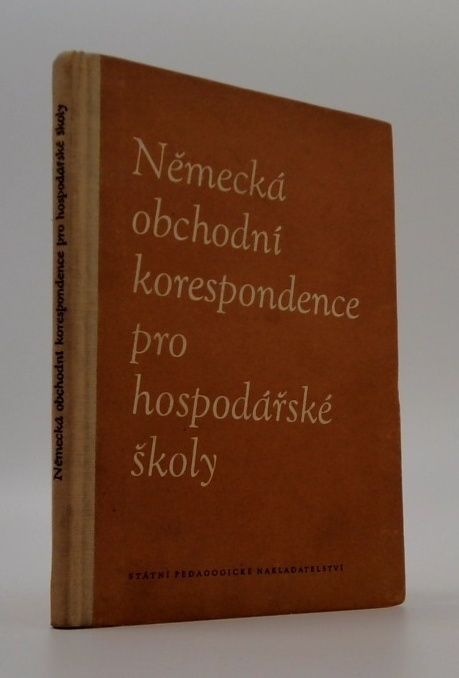 Německá
obchodní
korespondence
pro
hospodářské
školy
STÁTNÍ PEDAGOGICKÉ NAKLADATELSTVÍ
Německá obchodní korespondence pro hospodářské školy